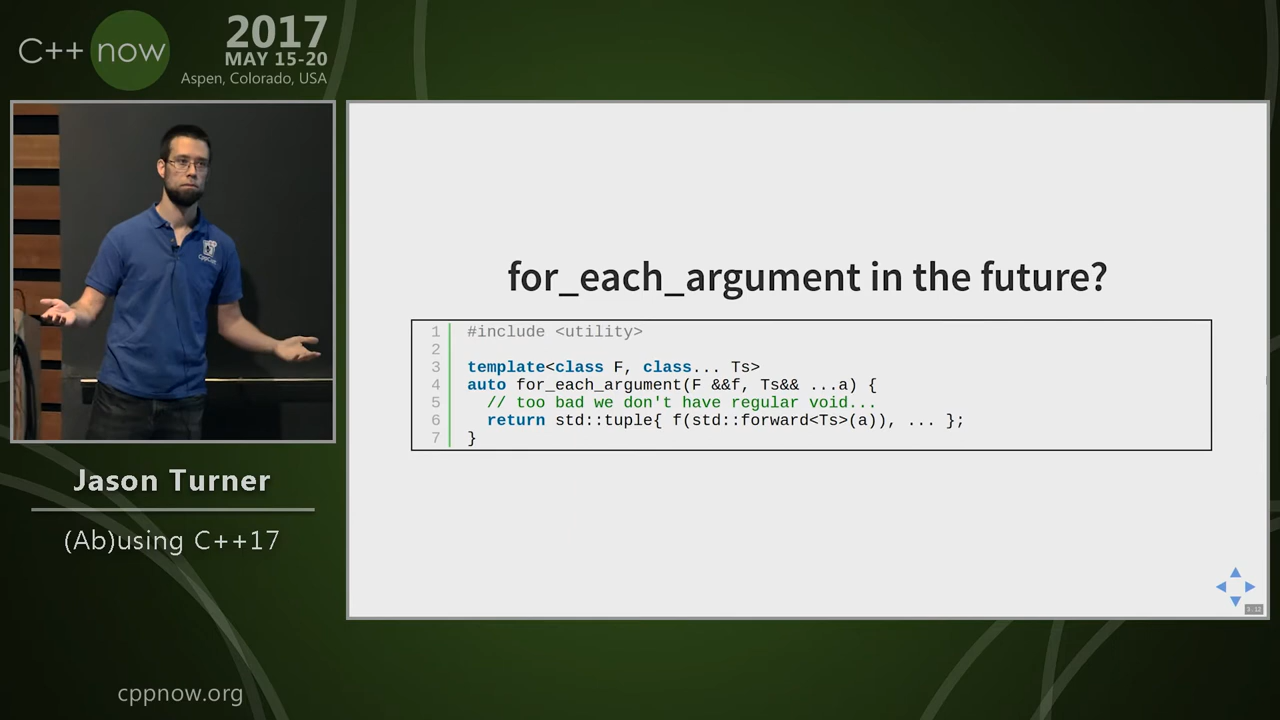 C++ now
2017
MAY 15-20
Aspen, Colorado, USA
for_each_argument in the future?
1 #include <utility>
2
3 template<class F, class... Ts>
4 auto for_each_argument(F &&f, Ts&& ...a) {
5   // too bad we don't have regular void...
6   return std::tuple{ f(std::forward<Ts>(a)), ... };
7 }
Jason Turner
(Ab)using C++17
cppnow.org